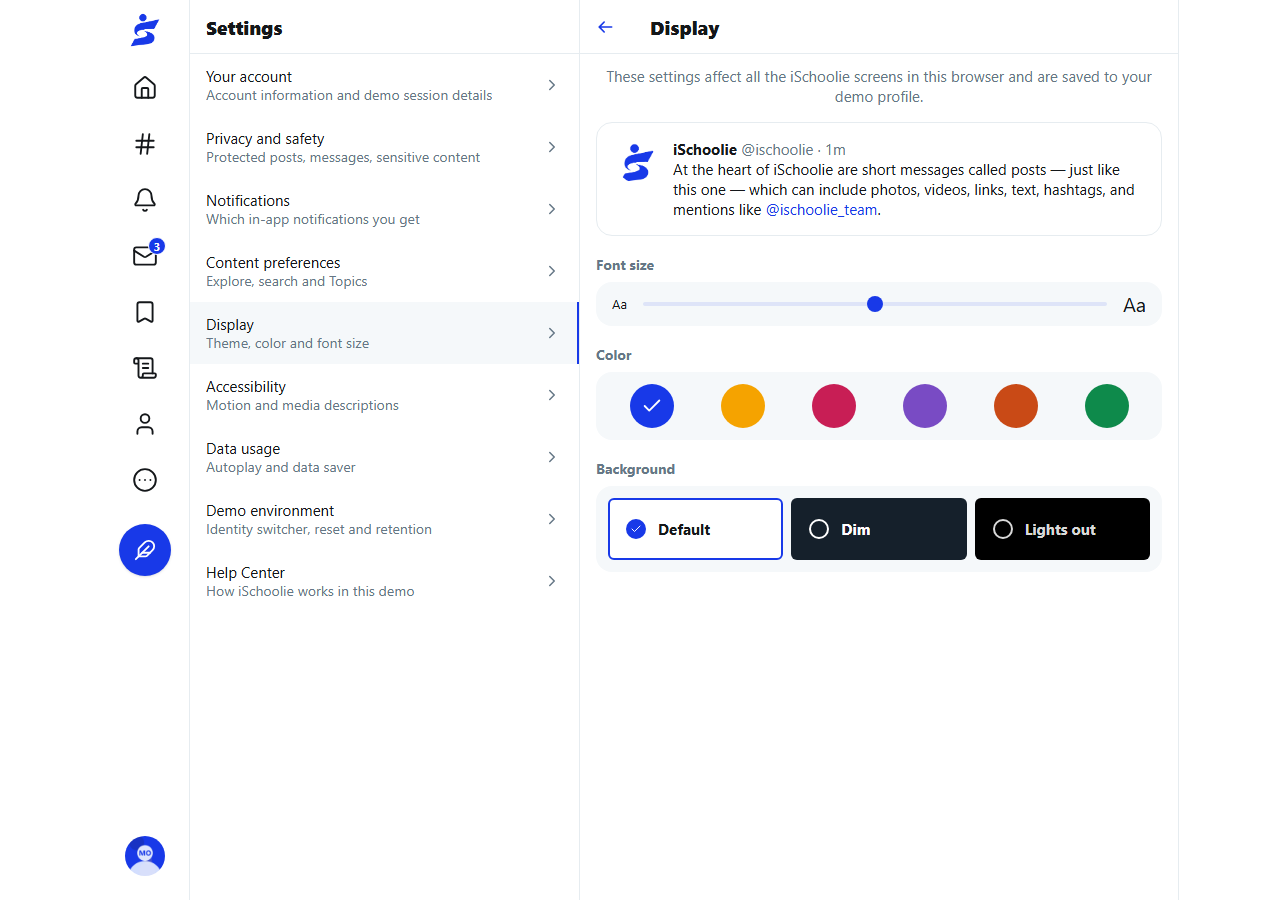 Settings
Your account
Account information and demo session details
Privacy and safety
Protected posts, messages, sensitive content
Notifications
Which in-app notifications you get
3
Content preferences
Explore, search and Topics
Display
Theme, color and font size
Accessibility
Motion and media descriptions
Data usage
Autoplay and data saver
Demo environment
Identity switcher, reset and retention
Help Center
How iSchoolie works in this demo
MO
Display
These settings affect all the iSchoolie screens in this browser and are saved to your
demo profile.
iSchoolie @ischoolie · 1m
At the heart of iSchoolie are short messages called posts — just like
this one — which can include photos, videos, links, text, hashtags, and
mentions like @ischoolie_team.
Font size
Aa Aa
Color
Background
Default Dim Lights out